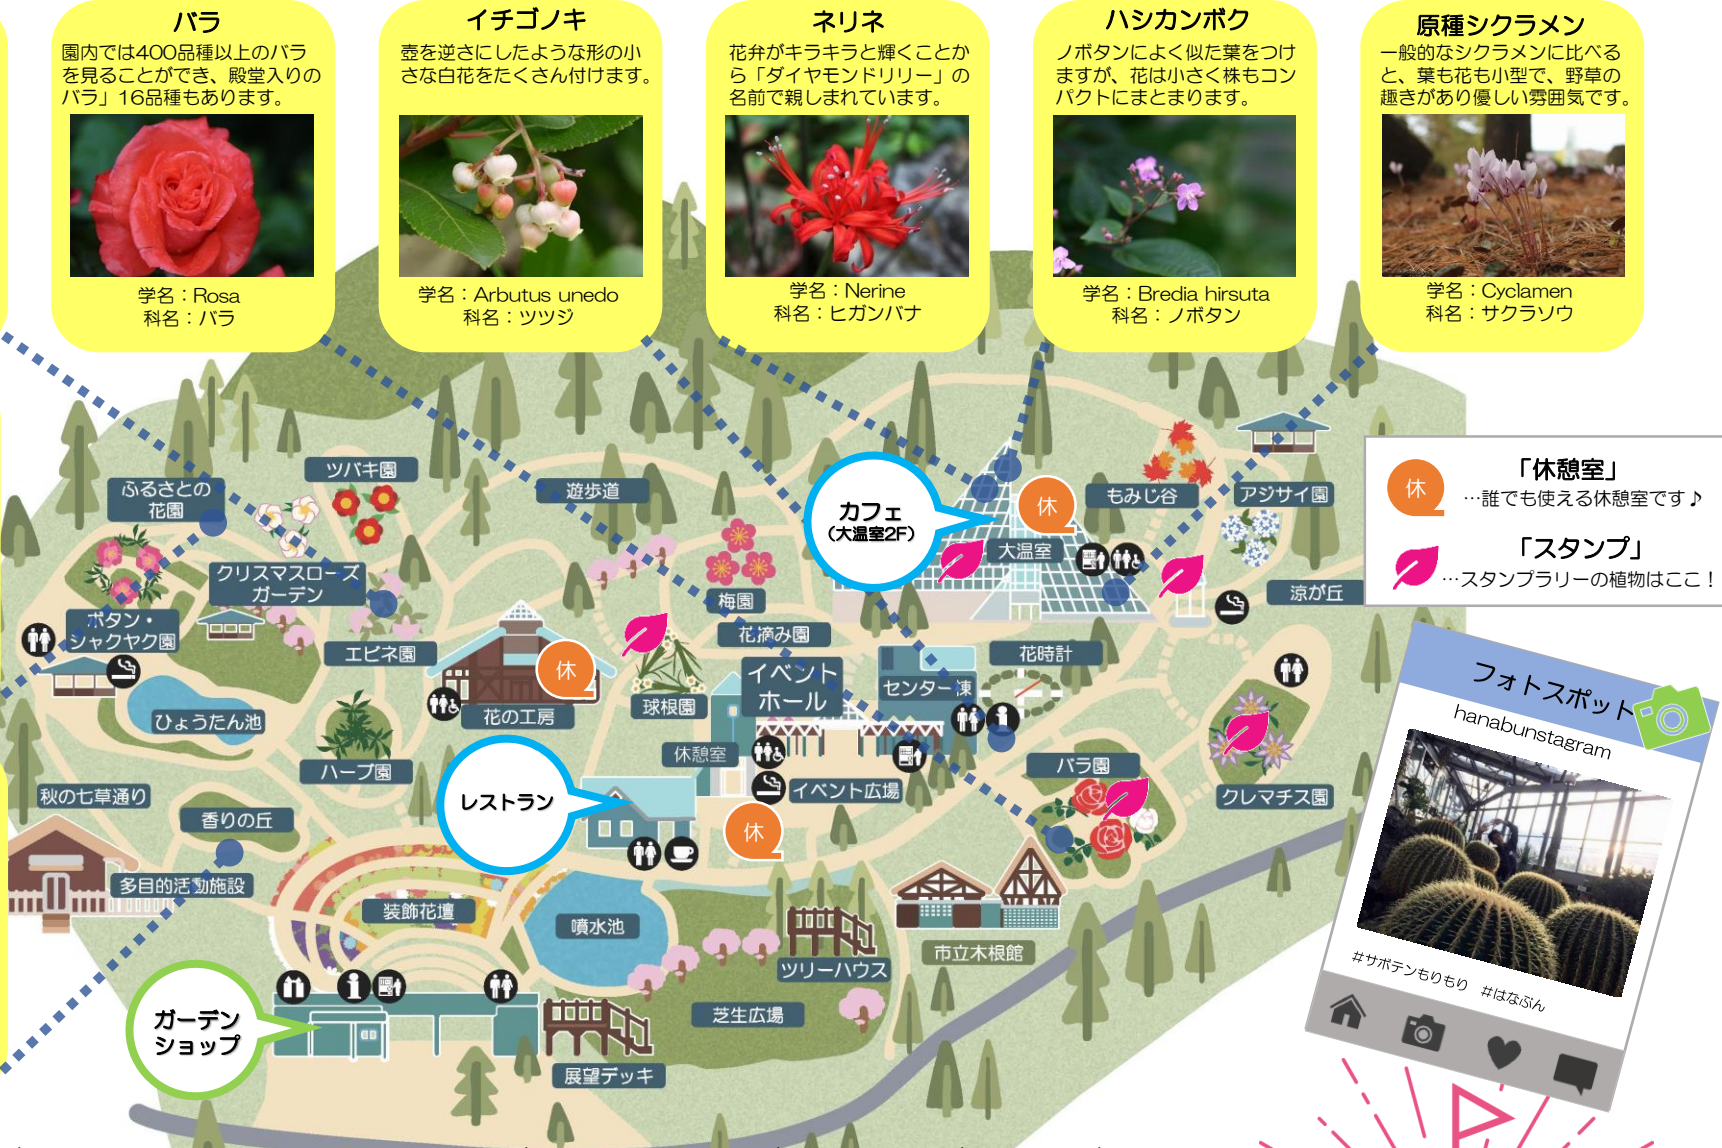 バラ
園内では400品種以上のバラ
を見ることができ、殿堂入りの
バラ」16品種もあります。
学名：Rosa
科名：バラ
イチゴノキ
壺を逆さにしたような形の小
さな白花をたくさん付けます。
学名：Arbutus unedo
科名：ツツジ
ネリネ
花弁がキラキラと輝くことか
ら「ダイヤモンドリリー」の
名前で親しまれています。
学名：Nerine
科名：ヒガンバナ
ハシカンボク
ノボタンによく似た葉をつけ
ますが、花は小さく株もコン
パクトにまとまります。
学名：Bredia hirsuta
科名：ノボタン
原種シクラメン
一般的なシクラメンに比べる
と、葉も花も小型で、野草の
趣きがあり優しい雰囲気です。
学名：Cyclamen
科名：サクラソウ
「休憩室」
休
…誰でも使える休憩室です♪
「スタンプ」
…スタンプラリーの植物はここ！
ツバキ園
ふるさとの
花園
遊歩道
カフェ
（大温室2F）
休
もみじ谷
アジサイ園
大温室
クリスマスローズ
ガーデン
梅園
涼が丘
ボタン・
シャクヤク園
花摘み園
エビネ園
花時計
休
イベント
ホール
センター棟
球根園
花の工房
ひょうたん池
休憩室
バラ園
ハーブ園
秋の七草通り
イベント広場
クレマチス園
レストラン
香りの丘
休
多目的活動施設
装飾花壇
噴水池
市立木根館
ツリーハウス
芝生広場
ガーデン
ショップ
展望デッキ
フォトスポット
hanabunstagram
#サボテンもりもり #はなぶん